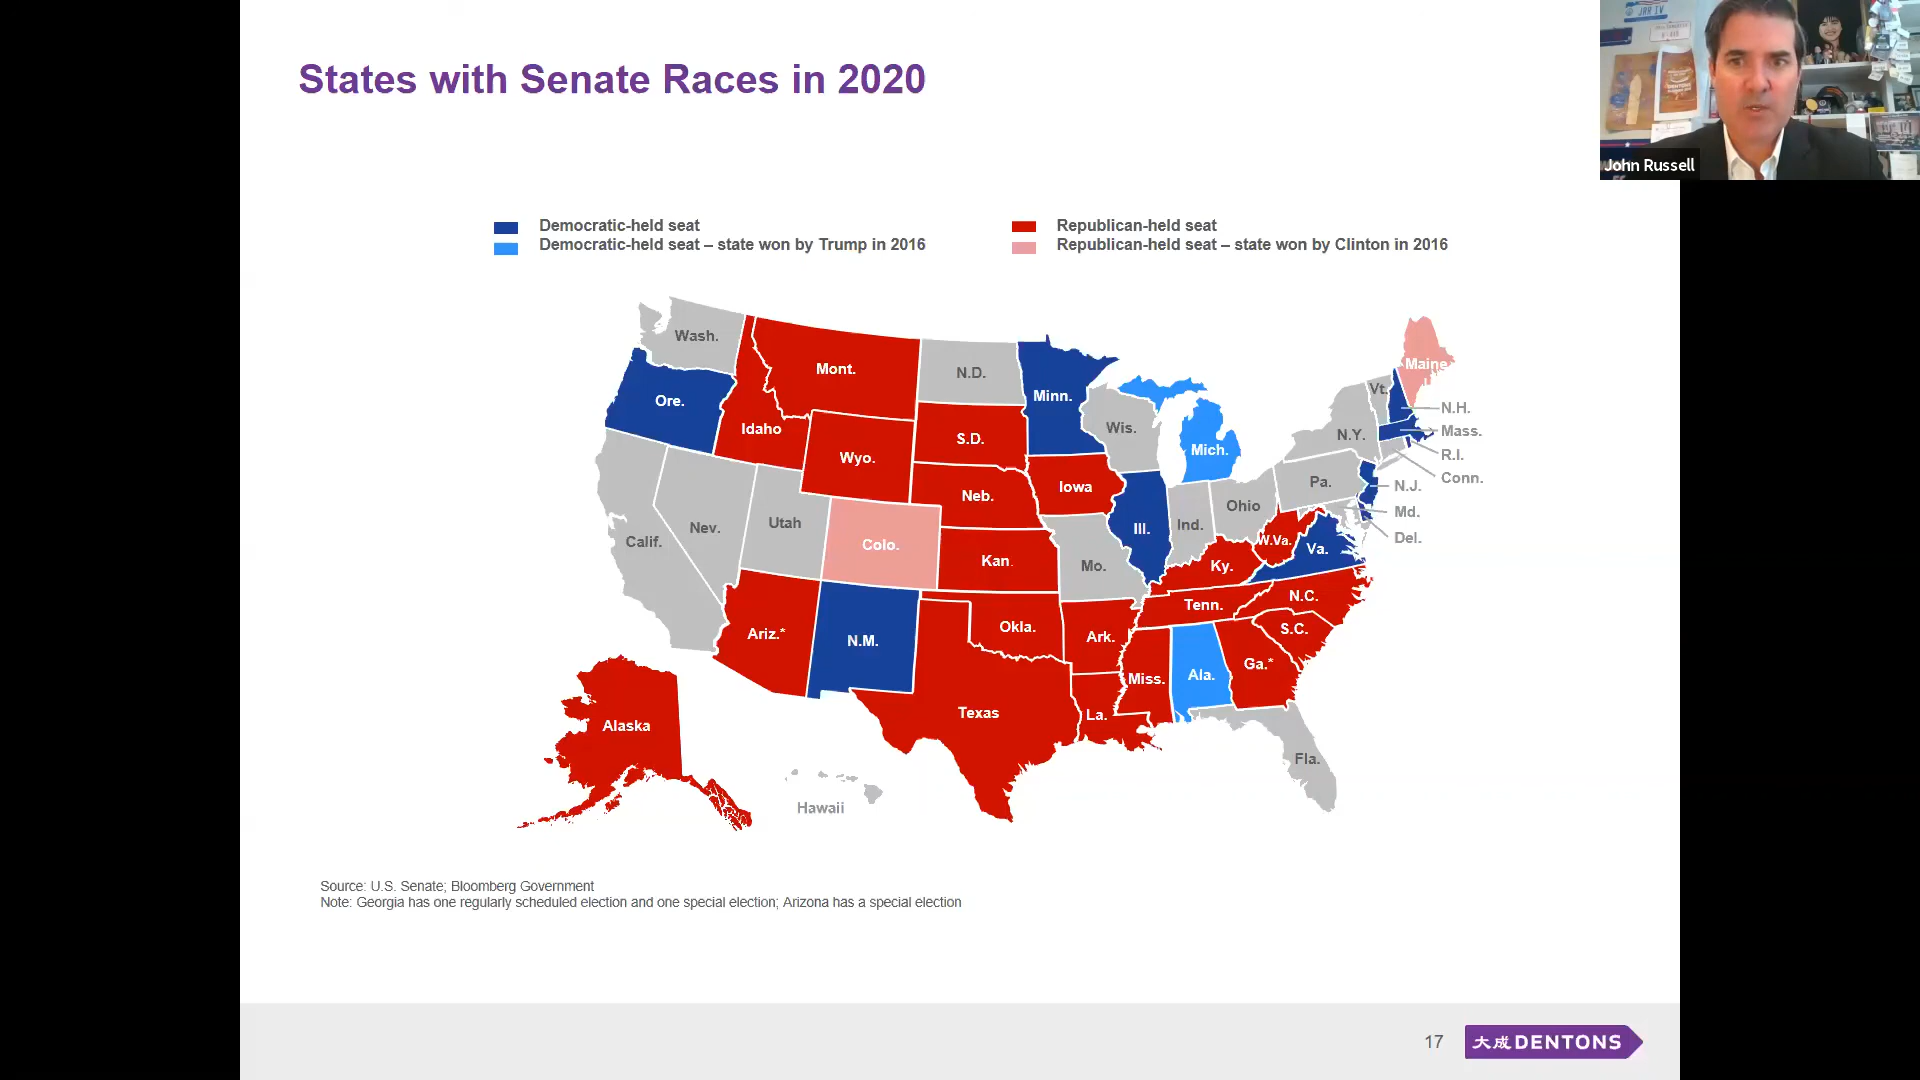 States with Senate Races in 2020
JRR IV
John Russell
Democratic-held seat
Democratic-held seat – state won by Trump in 2016
Republican-held seat
Republican-held seat – state won by Clinton in 2016
Wash.
Mont.
N.D.
Minn.
Maine
Vt.
Ore.
Idaho
Wyo.
S.D.
Wis.
Mich.
N.Y.
N.H.
Mass.
R.I.
Conn.
Neb.
Iowa
Pa.
N.J.
Md.
Del.
Calif.
Nev.
Utah
Colo.
Kan.
Mo.
Ill.
Ind.
Ohio
W.Va.
Va.
Ky.
Ariz.*
N.M.
Okla.
Ark.
Tenn.
N.C.
S.C.
Texas
La.
Miss.
Ala.
Ga.*
Fla.
Alaska
Hawaii
Source: U.S. Senate; Bloomberg Government
Note: Georgia has one regularly scheduled election and one special election; Arizona has a special election
17
大成 DENTONS